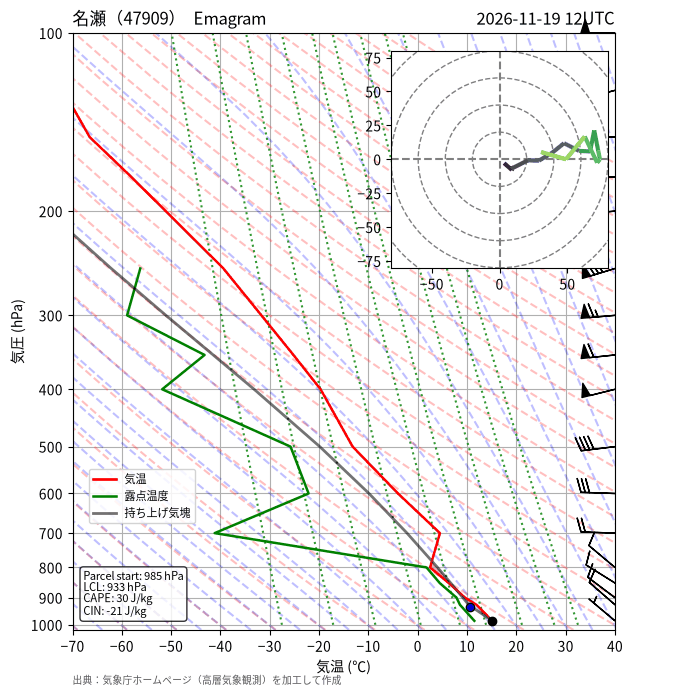 名瀬（47909） Emagram
2026-11-19 12UTC
100
200
300
400
500
600
700
800
900
1000
気圧 (hPa)
75
50
25
0
−25
−50
−75
−50
0
50
気温
露点温度
持ち上げ気塊
Parcel start: 985 hPa
LCL: 933 hPa
CAPE: 30 J/kg
CIN: -21 J/kg
−70
−60
−50
−40
−30
−20
−10
0
10
20
30
40
気温 (℃)
出典：気象庁ホームページ（高層気象観測）を加工して作成